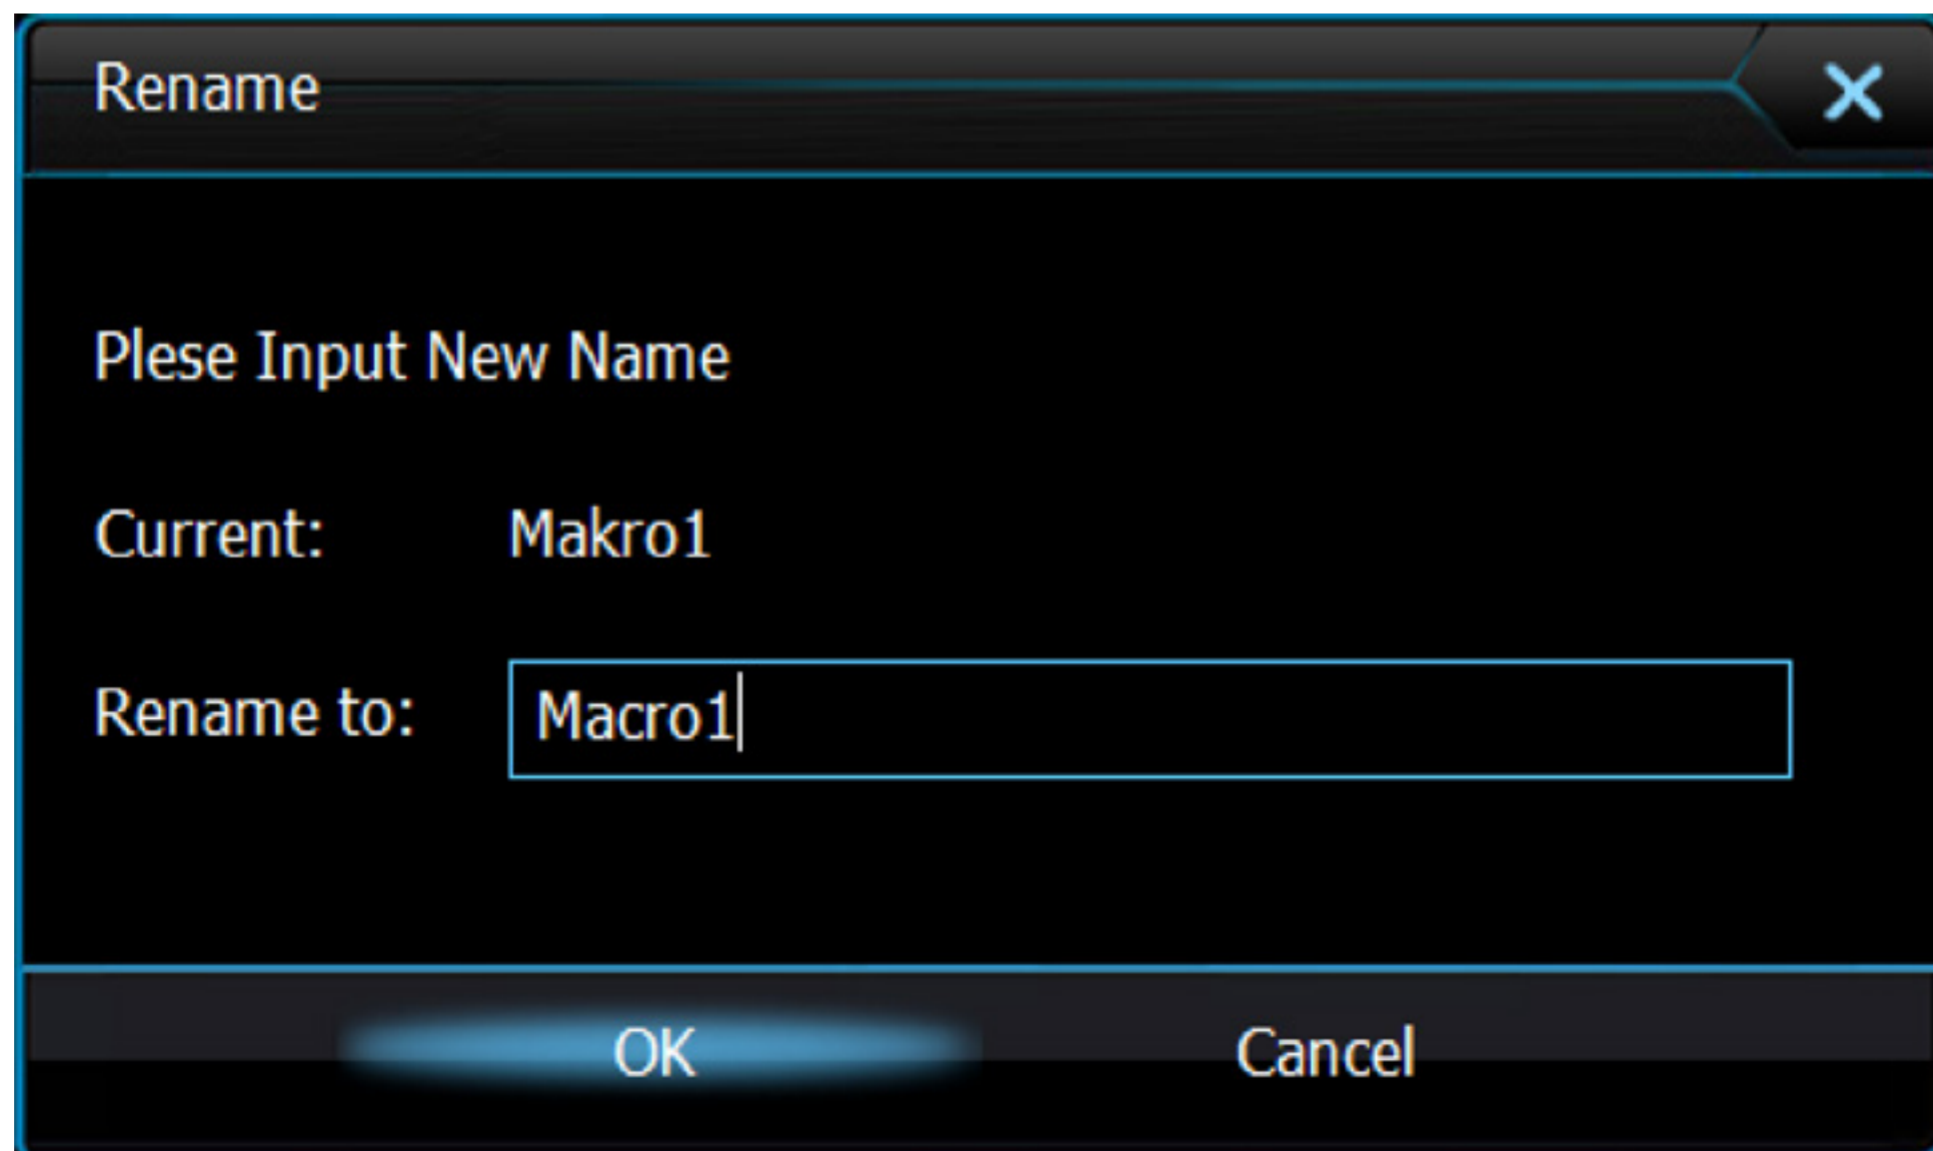 Rename
Plese Input New Name
Current: Makro1
Rename to: Macro1
OK Cancel